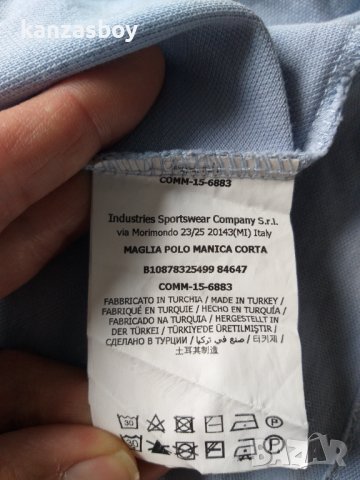 kanzasboy
COMM-15-6883
Industries Sportswear Company S.r.l.
via Morimondo 23/25 20143(MI) Italy
MAGLIA POLO MANICA CORTA
B10878325499 84647
COMM-15-6883
FABBRICATO IN TURCHIA / MADE IN TURKEY /
FABRIQUÉ EN TURQUIE / HECHO EN TURQUÍA /
FABRICADO NA TURQUIA / HERGESTELLT IN
DER TÜRKEI / TÜRKİYE'DE ÜRETİLMİŞTİR /
СДЕЛАНО В ТУРЦИИ / صنع في تركيا / 터키제 /
土耳其制造
30
30
BAZAR